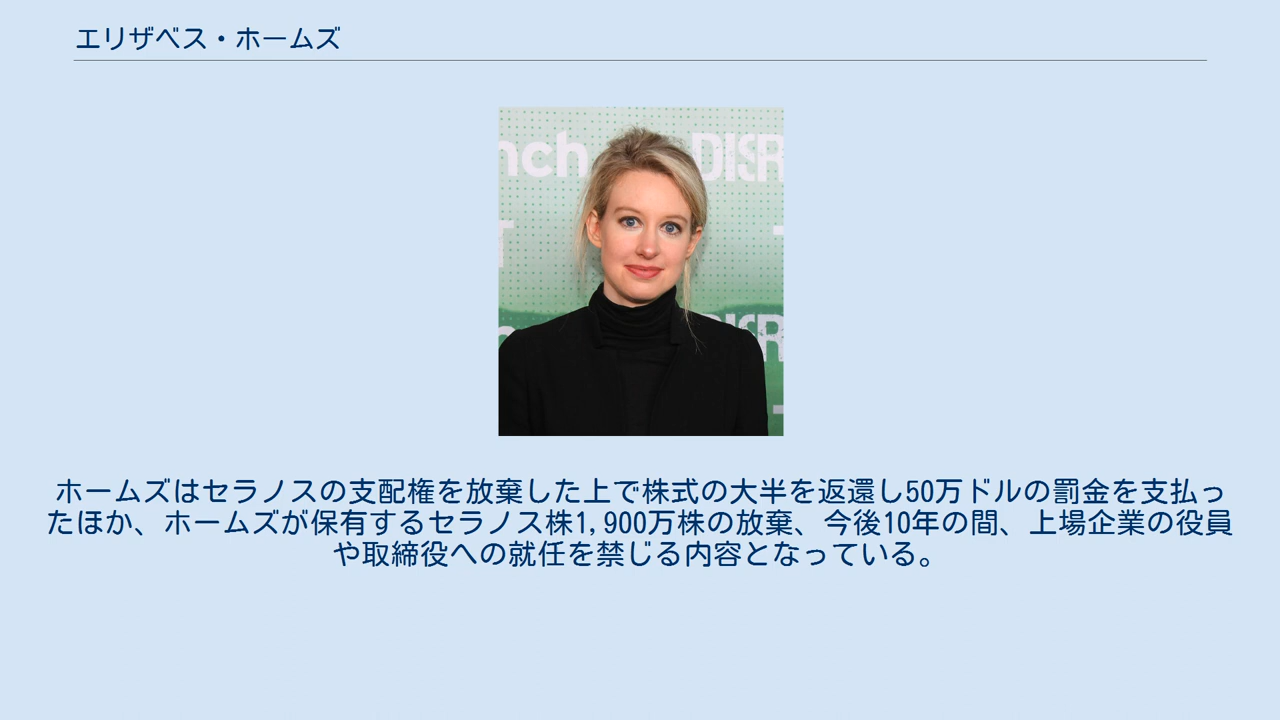 エリザベス・ホームズ
nch
DISR
T
DISR
ホームズはセラノスの支配権を放棄した上で株式の大半を返還し50万ドルの罰金を支払っ
たほか、ホームズが保有するセラノス株1,900万株の放棄、今後10年の間、上場企業の役員
や取締役への就任を禁じる内容となっている。